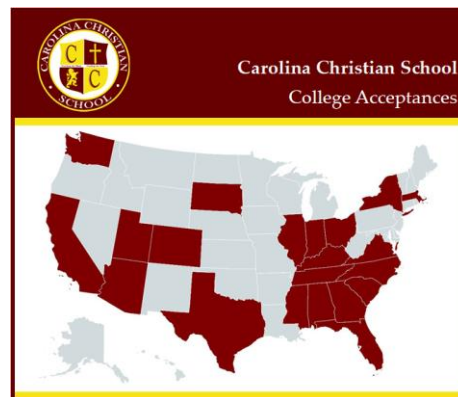 CAROLINA CHRISTIAN
C C
SCHOOL
Carolina Christian School
College Acceptances